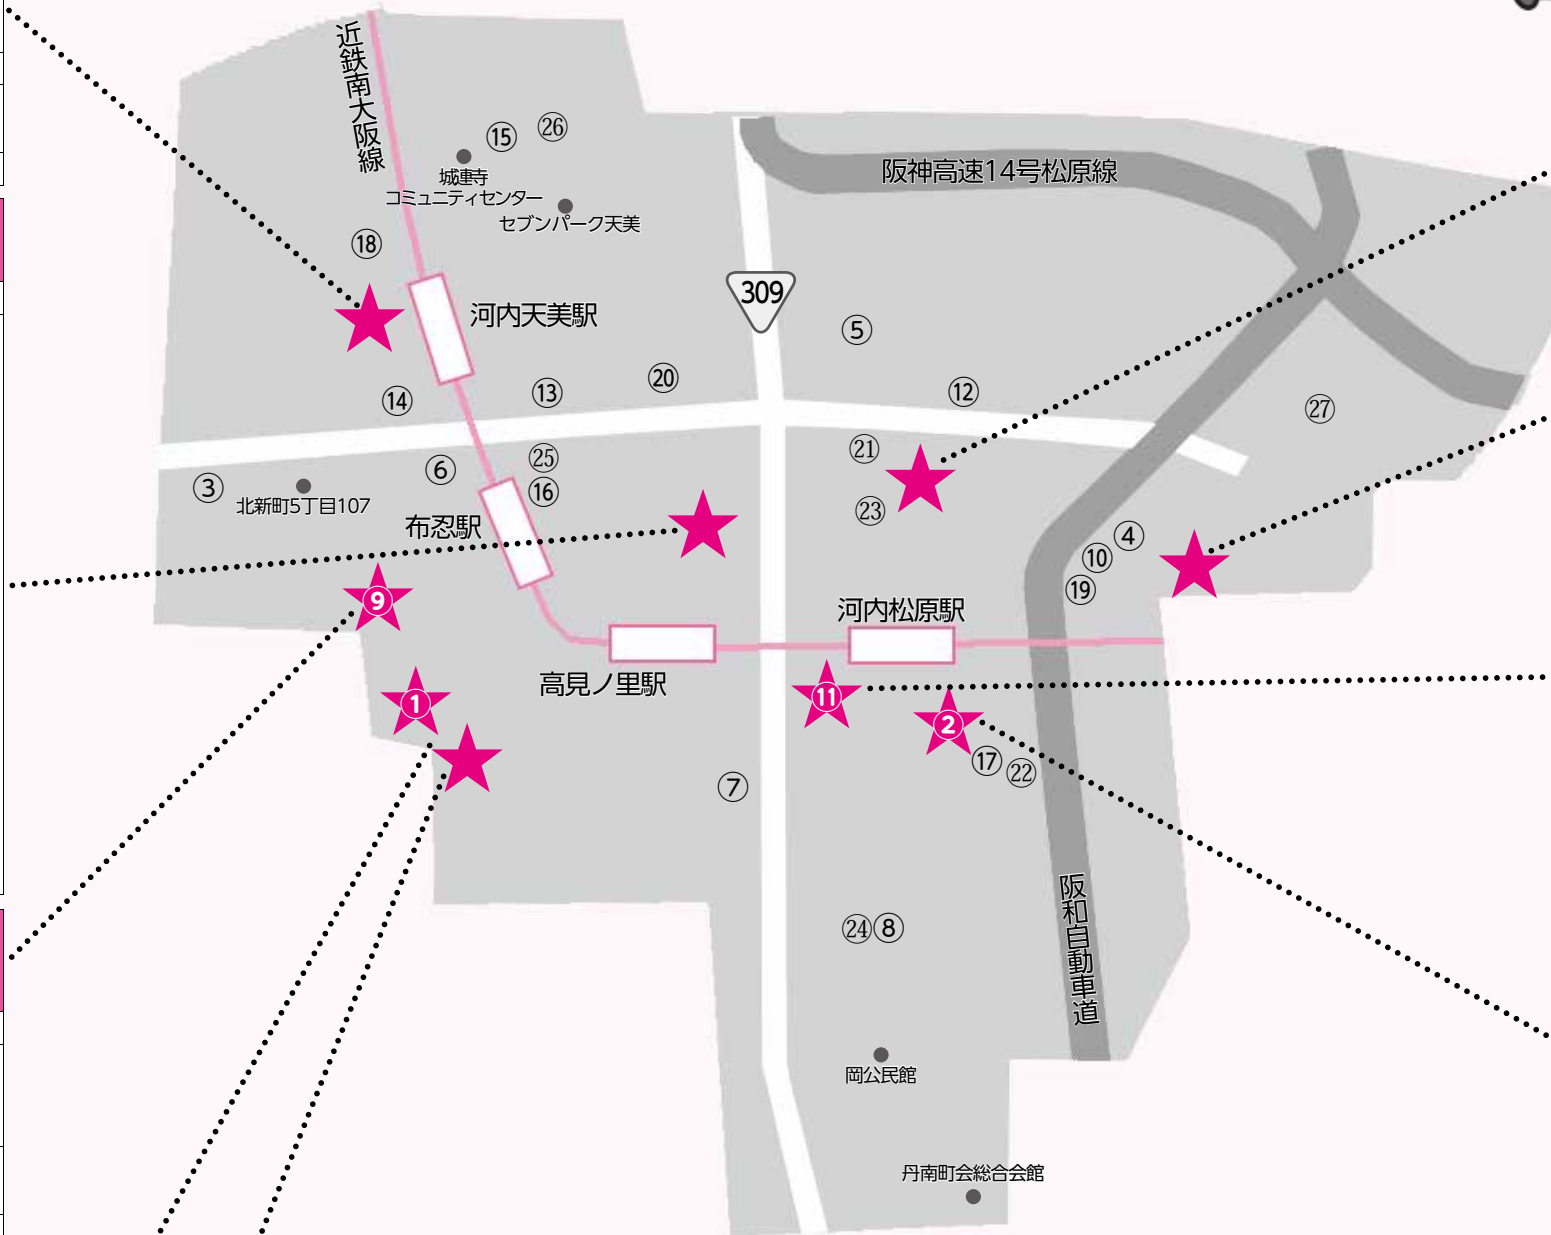 近鉄南大阪線
⑮
㉖
城連寺
コミュニティセンター
セブンパーク天美
阪神高速14号松原線
⑱
河内天美駅
309
⑤
⑭
⑬
⑳
⑫
㉗
③
北新町5丁目107
⑥
㉕
⑯
㉑
㉓
布忍駅
④
⑩
⑲
9
河内松原駅
高見ノ里駅
1
11
2
⑰
㉒
⑦
阪和自動車道
㉔
⑧
岡公民館
丹南町会総合会館